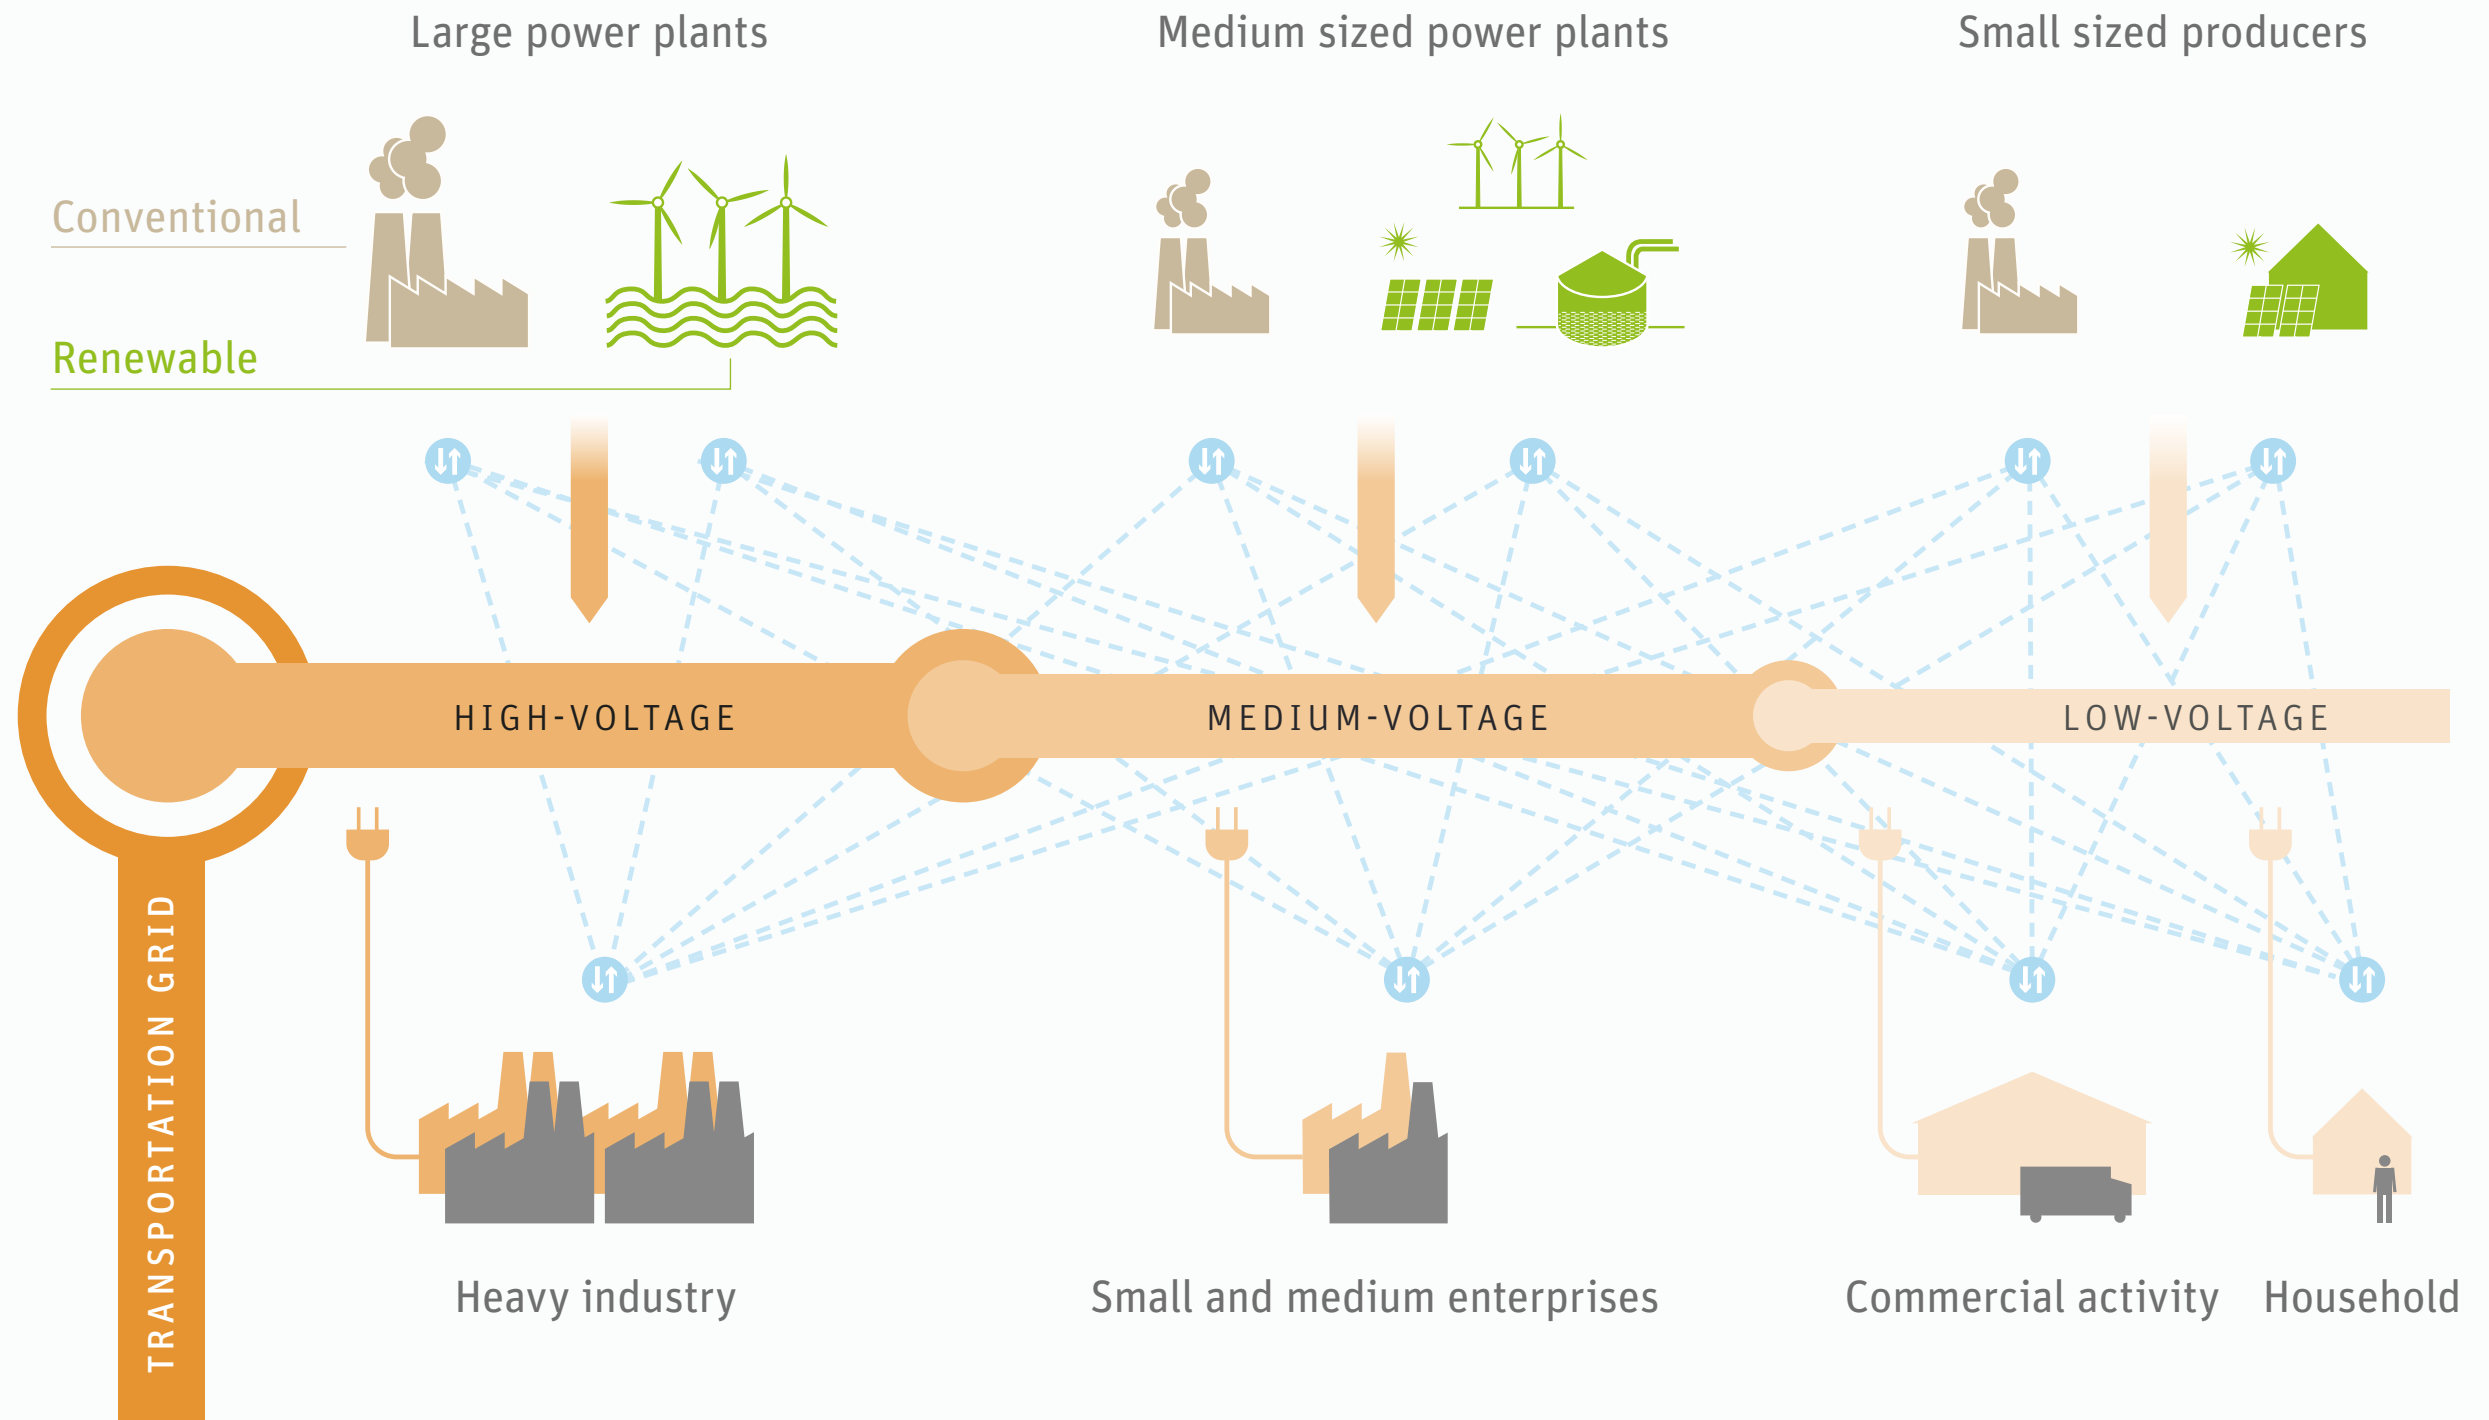 Large power plants
Medium sized power plants
Small sized producers
Conventional
Renewable
HIGH-VOLTAGE
MEDIUM-VOLTAGE
LOW-VOLTAGE
TRANSPORTATION GRID
Heavy industry
Small and medium enterprises
Commercial activity
Household